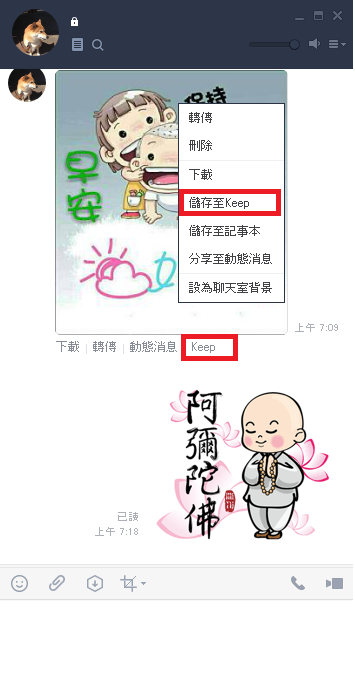 保持
早安
轉傳
刪除
下載
儲存至Keep
儲存至記事本
分享至動態消息
設為聊天室背景
上午 7:09
下載
轉傳
動態消息
Keep
阿彌陀佛
已讀
上午 7:18